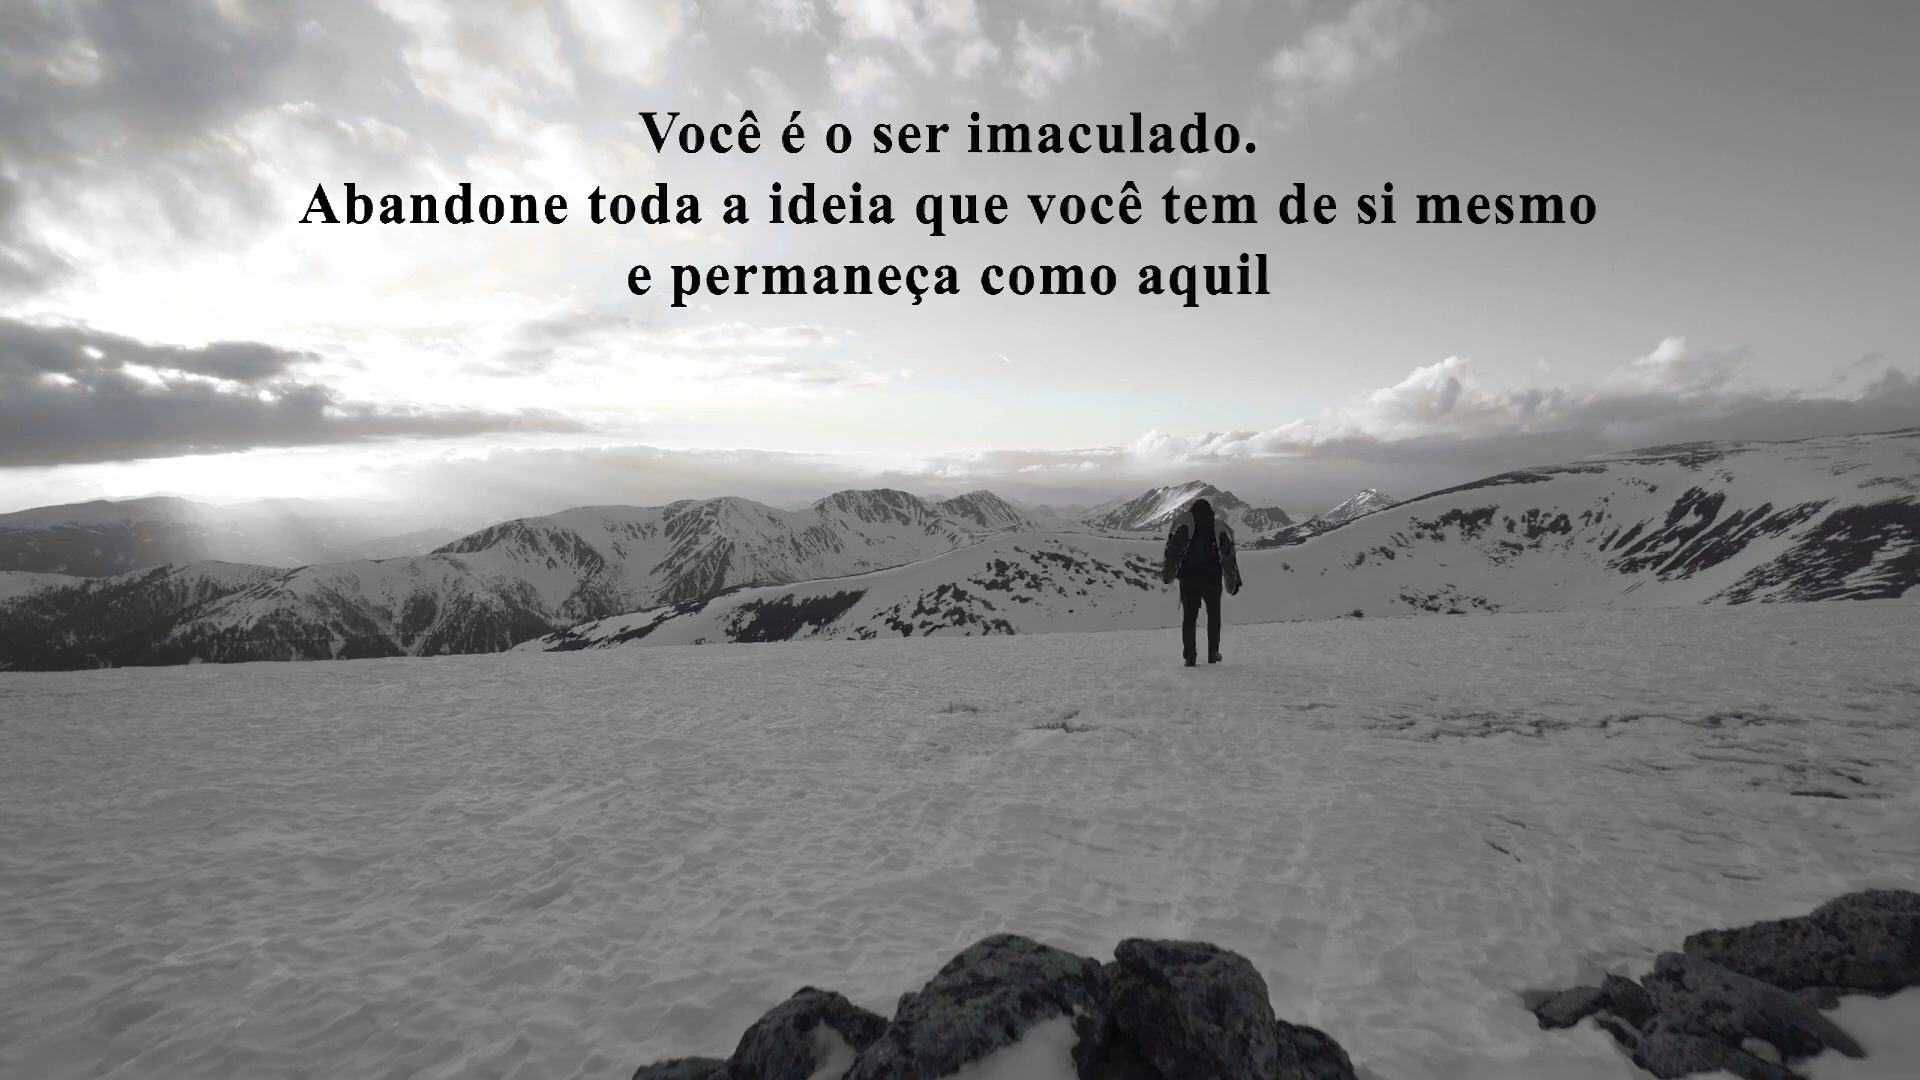 Você é o ser imaculado.
Abandone toda a ideia que você tem de si mesmo
e permaneça como aquil